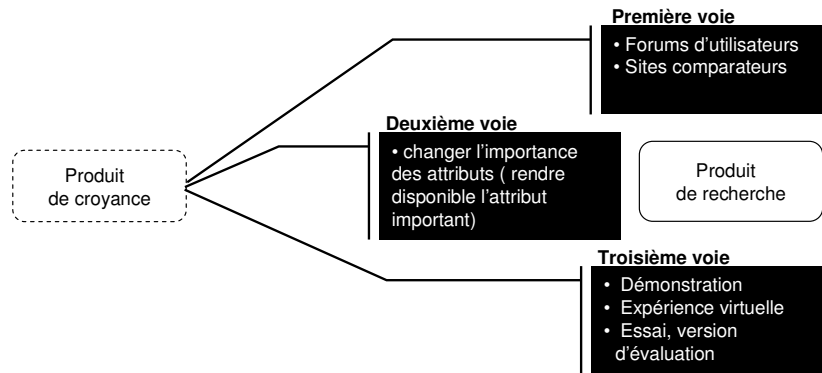 Première voie
• Forums d’utilisateurs
• Sites comparateurs
Deuxième voie
• changer l’importance
des attributs ( rendre
disponible l’attribut
important)
Produit
de croyance
Produit
de recherche
Troisième voie
• Démonstration
• Expérience virtuelle
• Essai, version
d’évaluation